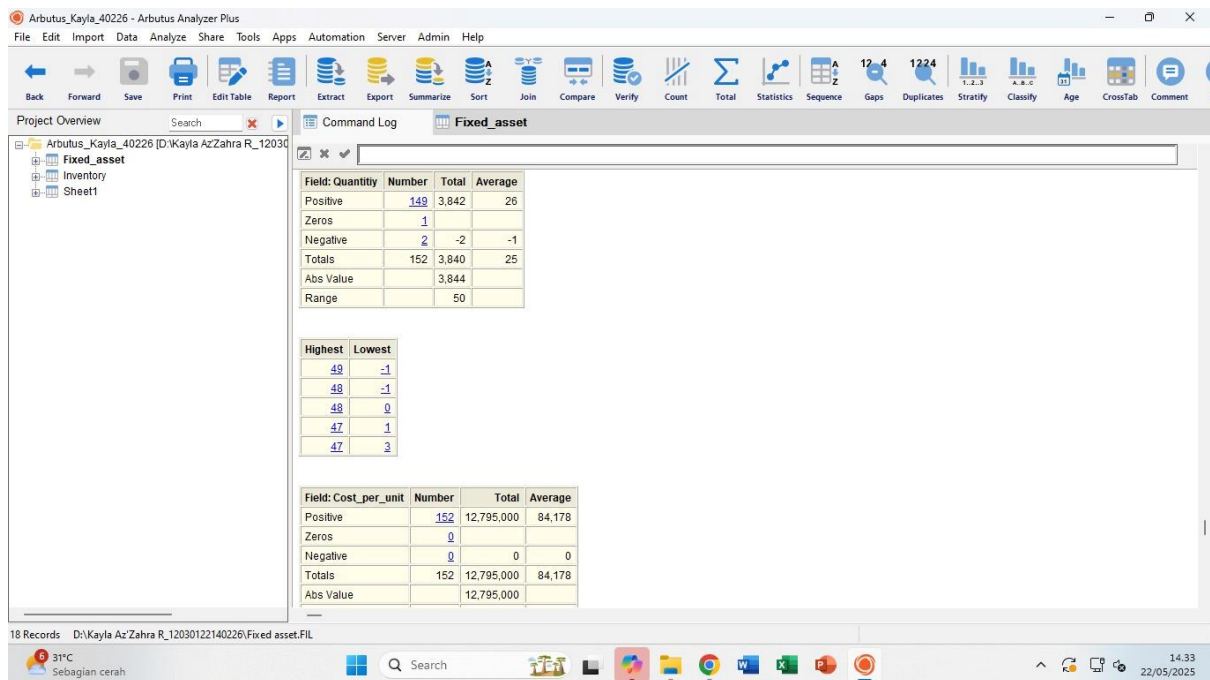 Arbutus_Kayla_40226 - Arbutus Analyzer Plus
File Edit Import Data Analyze Share Tools Apps Automation Server Admin Help
Back Forward Save Print Edit Table Report Extract Export Summarize Sort Join Compare Verify Count Total Statistics Sequence Gaps Duplicates Stratify Classify Age CrossTab Comment
Project Overview Search Command Log Fixed_asset
Arbutus_Kayla_40226 [D:\Kayla Az'Zahra R_12030
Fixed_asset
Inventory
Sheet1
Field: Quantitiy Number Total Average
Positive 149 3,842 26
Zeros 1
Negative 2 -2 -1
Totals 152 3,840 25
Abs Value 3,844
Range 50
Highest Lowest
49 -1
48 -1
48 0
47 1
47 3
Field: Cost_per_unit Number Total Average
Positive 152 12,795,000 84,178
Zeros 0
Negative 0 0 0
Totals 152 12,795,000 84,178
Abs Value 12,795,000
18 Records D:\Kayla Az'Zahra R_12030122140226\Fixed asset.FIL
6 31°C
Sebagian cerah
Search
14.33
22/05/2025